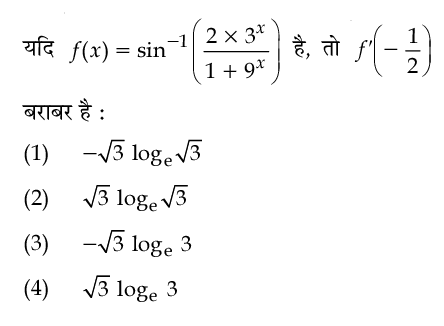 यदि f(x) = sin⁻¹((2 × 3ˣ)/(1 + 9ˣ)) है, तो f'(−1/2)
बराबर है :
(1) −√3 logₑ √3
(2) √3 logₑ √3
(3) −√3 logₑ 3
(4) √3 logₑ 3